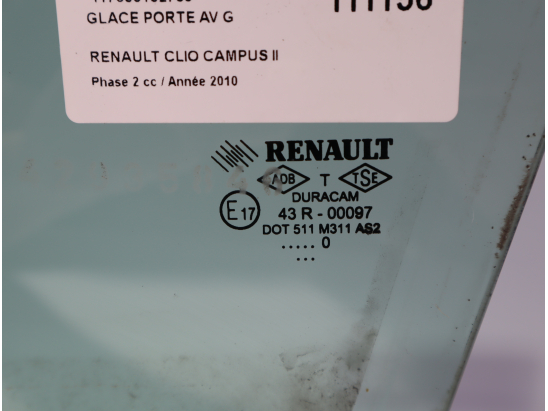 GLACE PORTE AV G
RENAULT CLIO CAMPUS II
Phase 2 cc / Année 2010
RENAULT
ADB T TSE
DURACAM
E 17 43 R - 00097
DOT 511 M311 AS2
..... 0
...